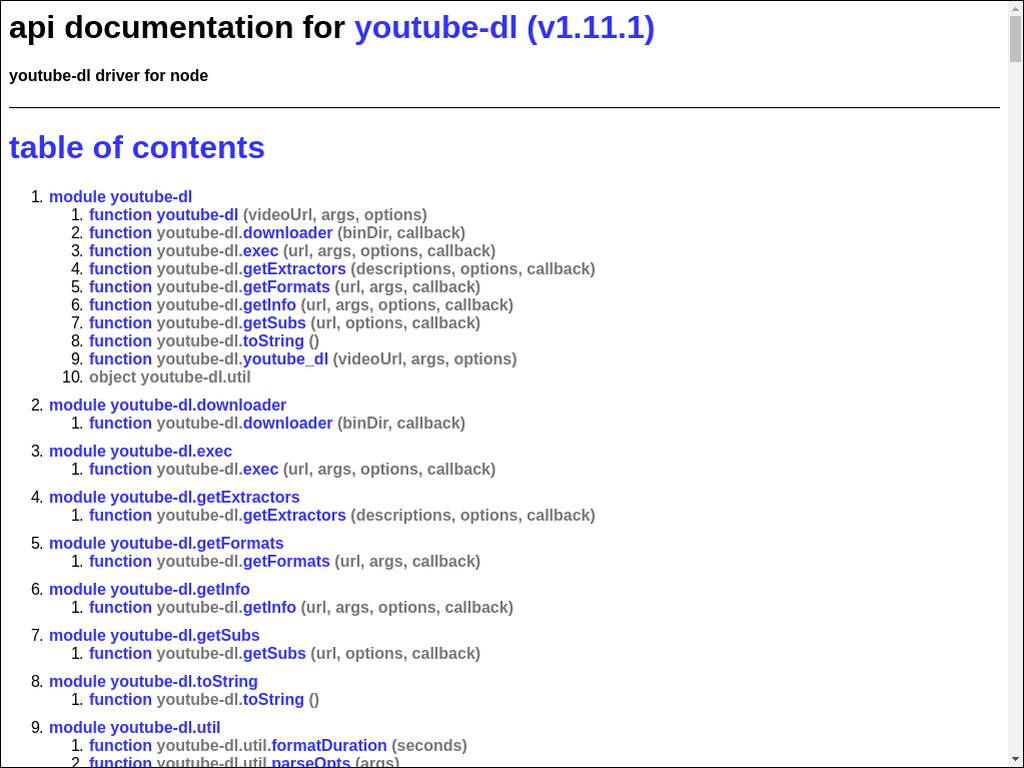 api documentation for youtube-dl (v1.11.1)
youtube-dl driver for node
table of contents
1. module youtube-dl
1. function youtube-dl (videoUrl, args, options)
2. function youtube-dl.downloader (binDir, callback)
3. function youtube-dl.exec (url, args, options, callback)
4. function youtube-dl.getExtractors (descriptions, options, callback)
5. function youtube-dl.getFormats (url, args, callback)
6. function youtube-dl.getInfo (url, args, options, callback)
7. function youtube-dl.getSubs (url, options, callback)
8. function youtube-dl.toString ()
9. function youtube-dl.youtube_dl (videoUrl, args, options)
10. object youtube-dl.util
2. module youtube-dl.downloader
1. function youtube-dl.downloader (binDir, callback)
3. module youtube-dl.exec
1. function youtube-dl.exec (url, args, options, callback)
4. module youtube-dl.getExtractors
1. function youtube-dl.getExtractors (descriptions, options, callback)
5. module youtube-dl.getFormats
1. function youtube-dl.getFormats (url, args, callback)
6. module youtube-dl.getInfo
1. function youtube-dl.getInfo (url, args, options, callback)
7. module youtube-dl.getSubs
1. function youtube-dl.getSubs (url, options, callback)
8. module youtube-dl.toString
1. function youtube-dl.toString ()
9. module youtube-dl.util
1. function youtube-dl.util.formatDuration (seconds)
2. function youtube-dl.util.parseOpts (args)